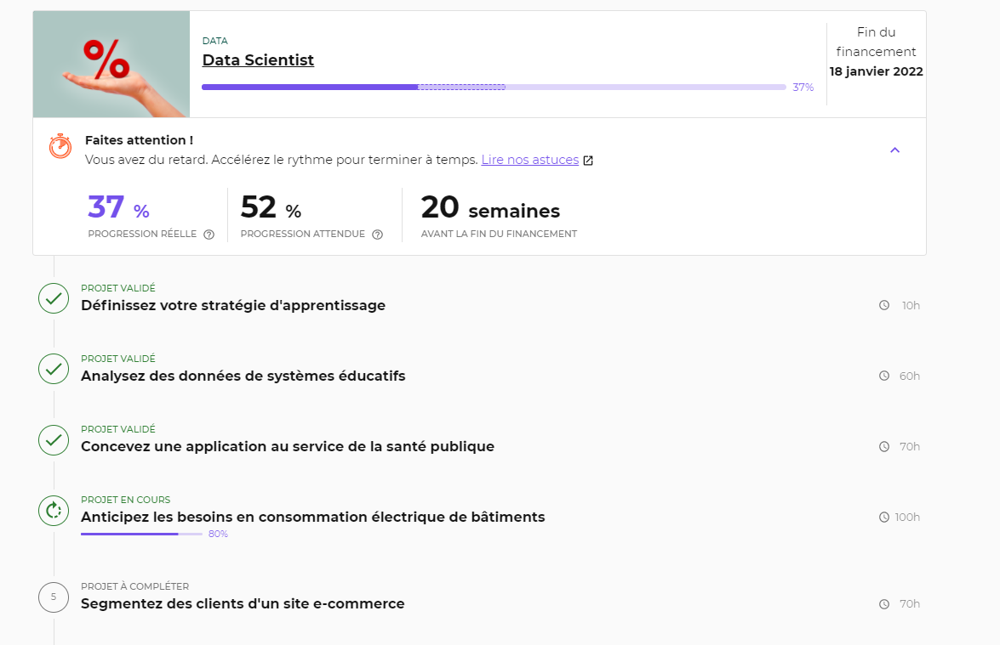 %
DATA
Data Scientist
37%
Fin du
financement
18 janvier 2022
Faites attention !
Vous avez du retard. Accélérez le rythme pour terminer à temps. Lire nos astuces
37 %
PROGRESSION RÉELLE ?
52 %
PROGRESSION ATTENDUE ?
20 semaines
AVANT LA FIN DU FINANCEMENT
PROJET VALIDÉ
Définissez votre stratégie d'apprentissage
10h
PROJET VALIDÉ
Analysez des données de systèmes éducatifs
60h
PROJET VALIDÉ
Concevez une application au service de la santé publique
70h
PROJET EN COURS
Anticipez les besoins en consommation électrique de bâtiments
100h
80%
5
PROJET À COMPLÉTER
Segmentez des clients d'un site e-commerce
70h